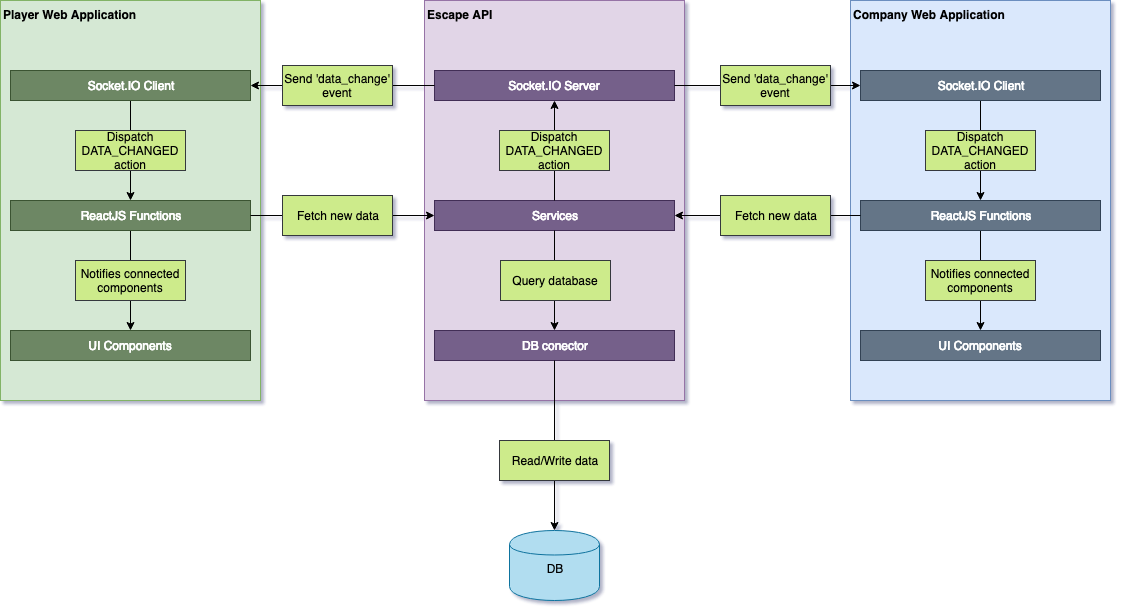 Player Web Application
Escape API
Company Web Application
Socket.IO Client
Send 'data_change'
event
Socket.IO Server
Send 'data_change'
event
Socket.IO Client
Dispatch
DATA_CHANGED
action
Dispatch
DATA_CHANGED
action
Dispatch
DATA_CHANGED
action
ReactJS Functions
Fetch new data
Services
Fetch new data
ReactJS Functions
Notifies connected
components
Query database
Notifies connected
components
UI Components
DB conector
UI Components
Read/Write data
DB